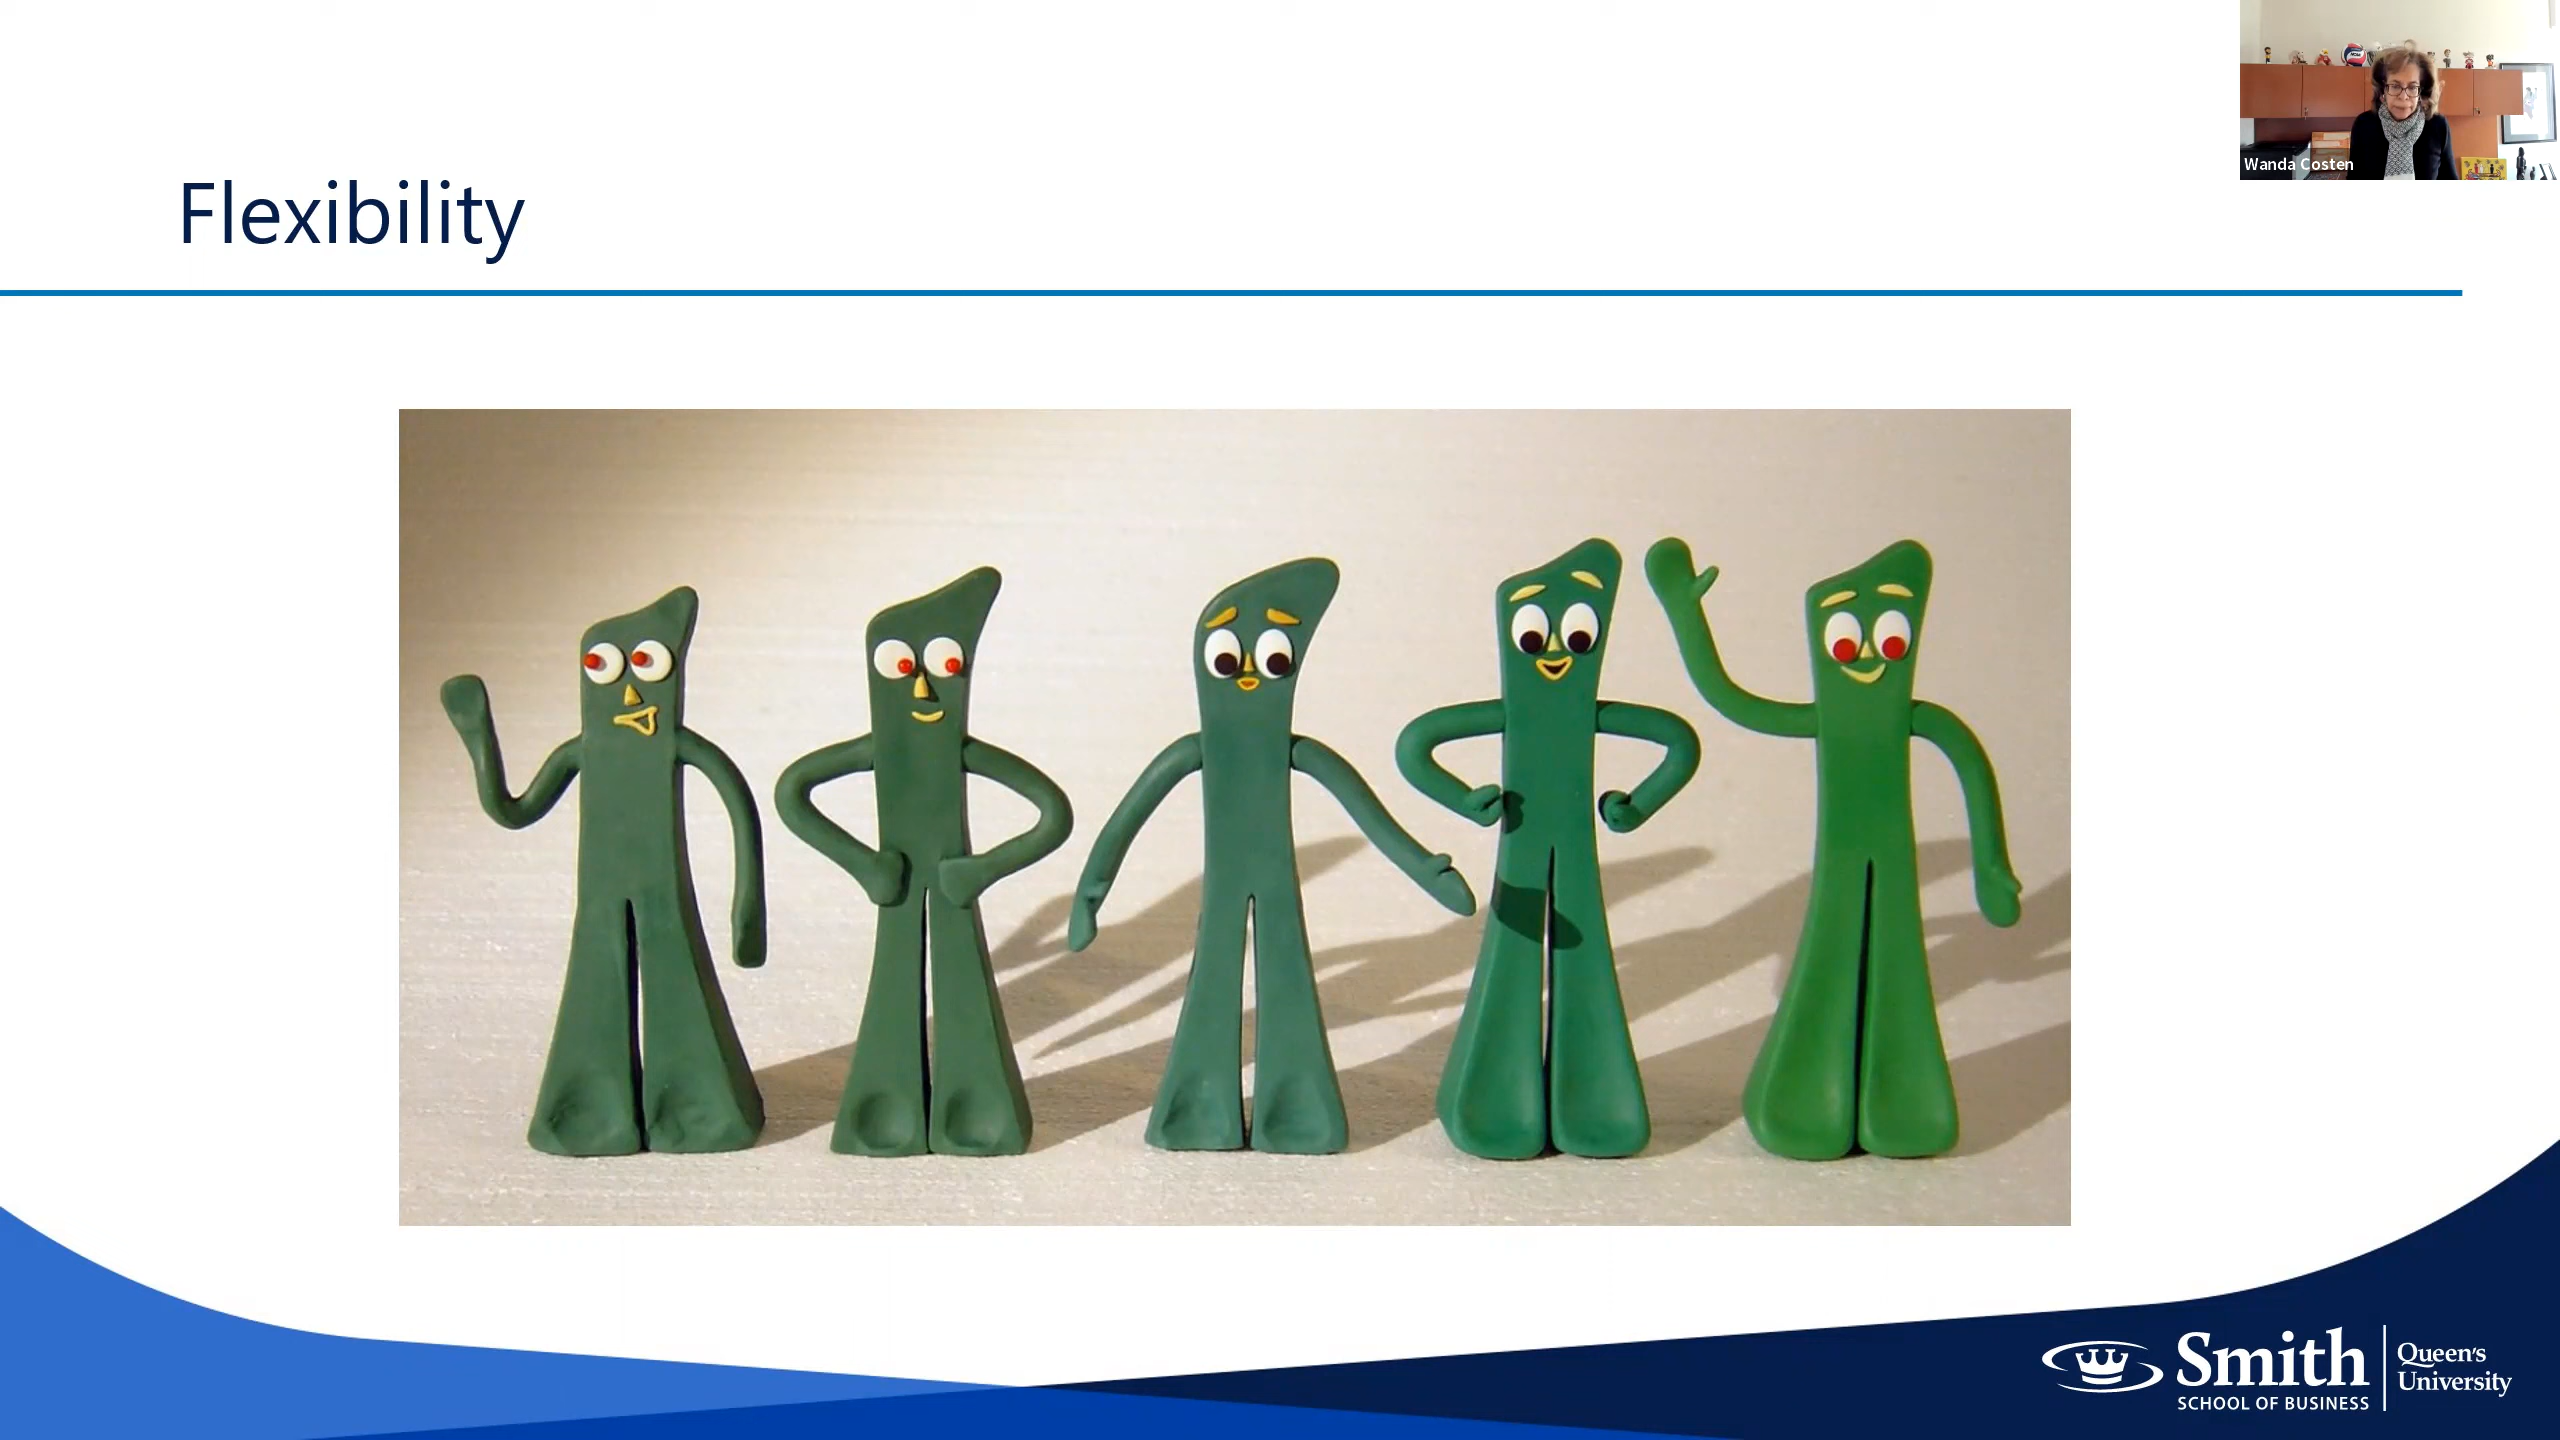 Flexibility
Wanda Costen
Smith
SCHOOL OF BUSINESS
Queen's
University